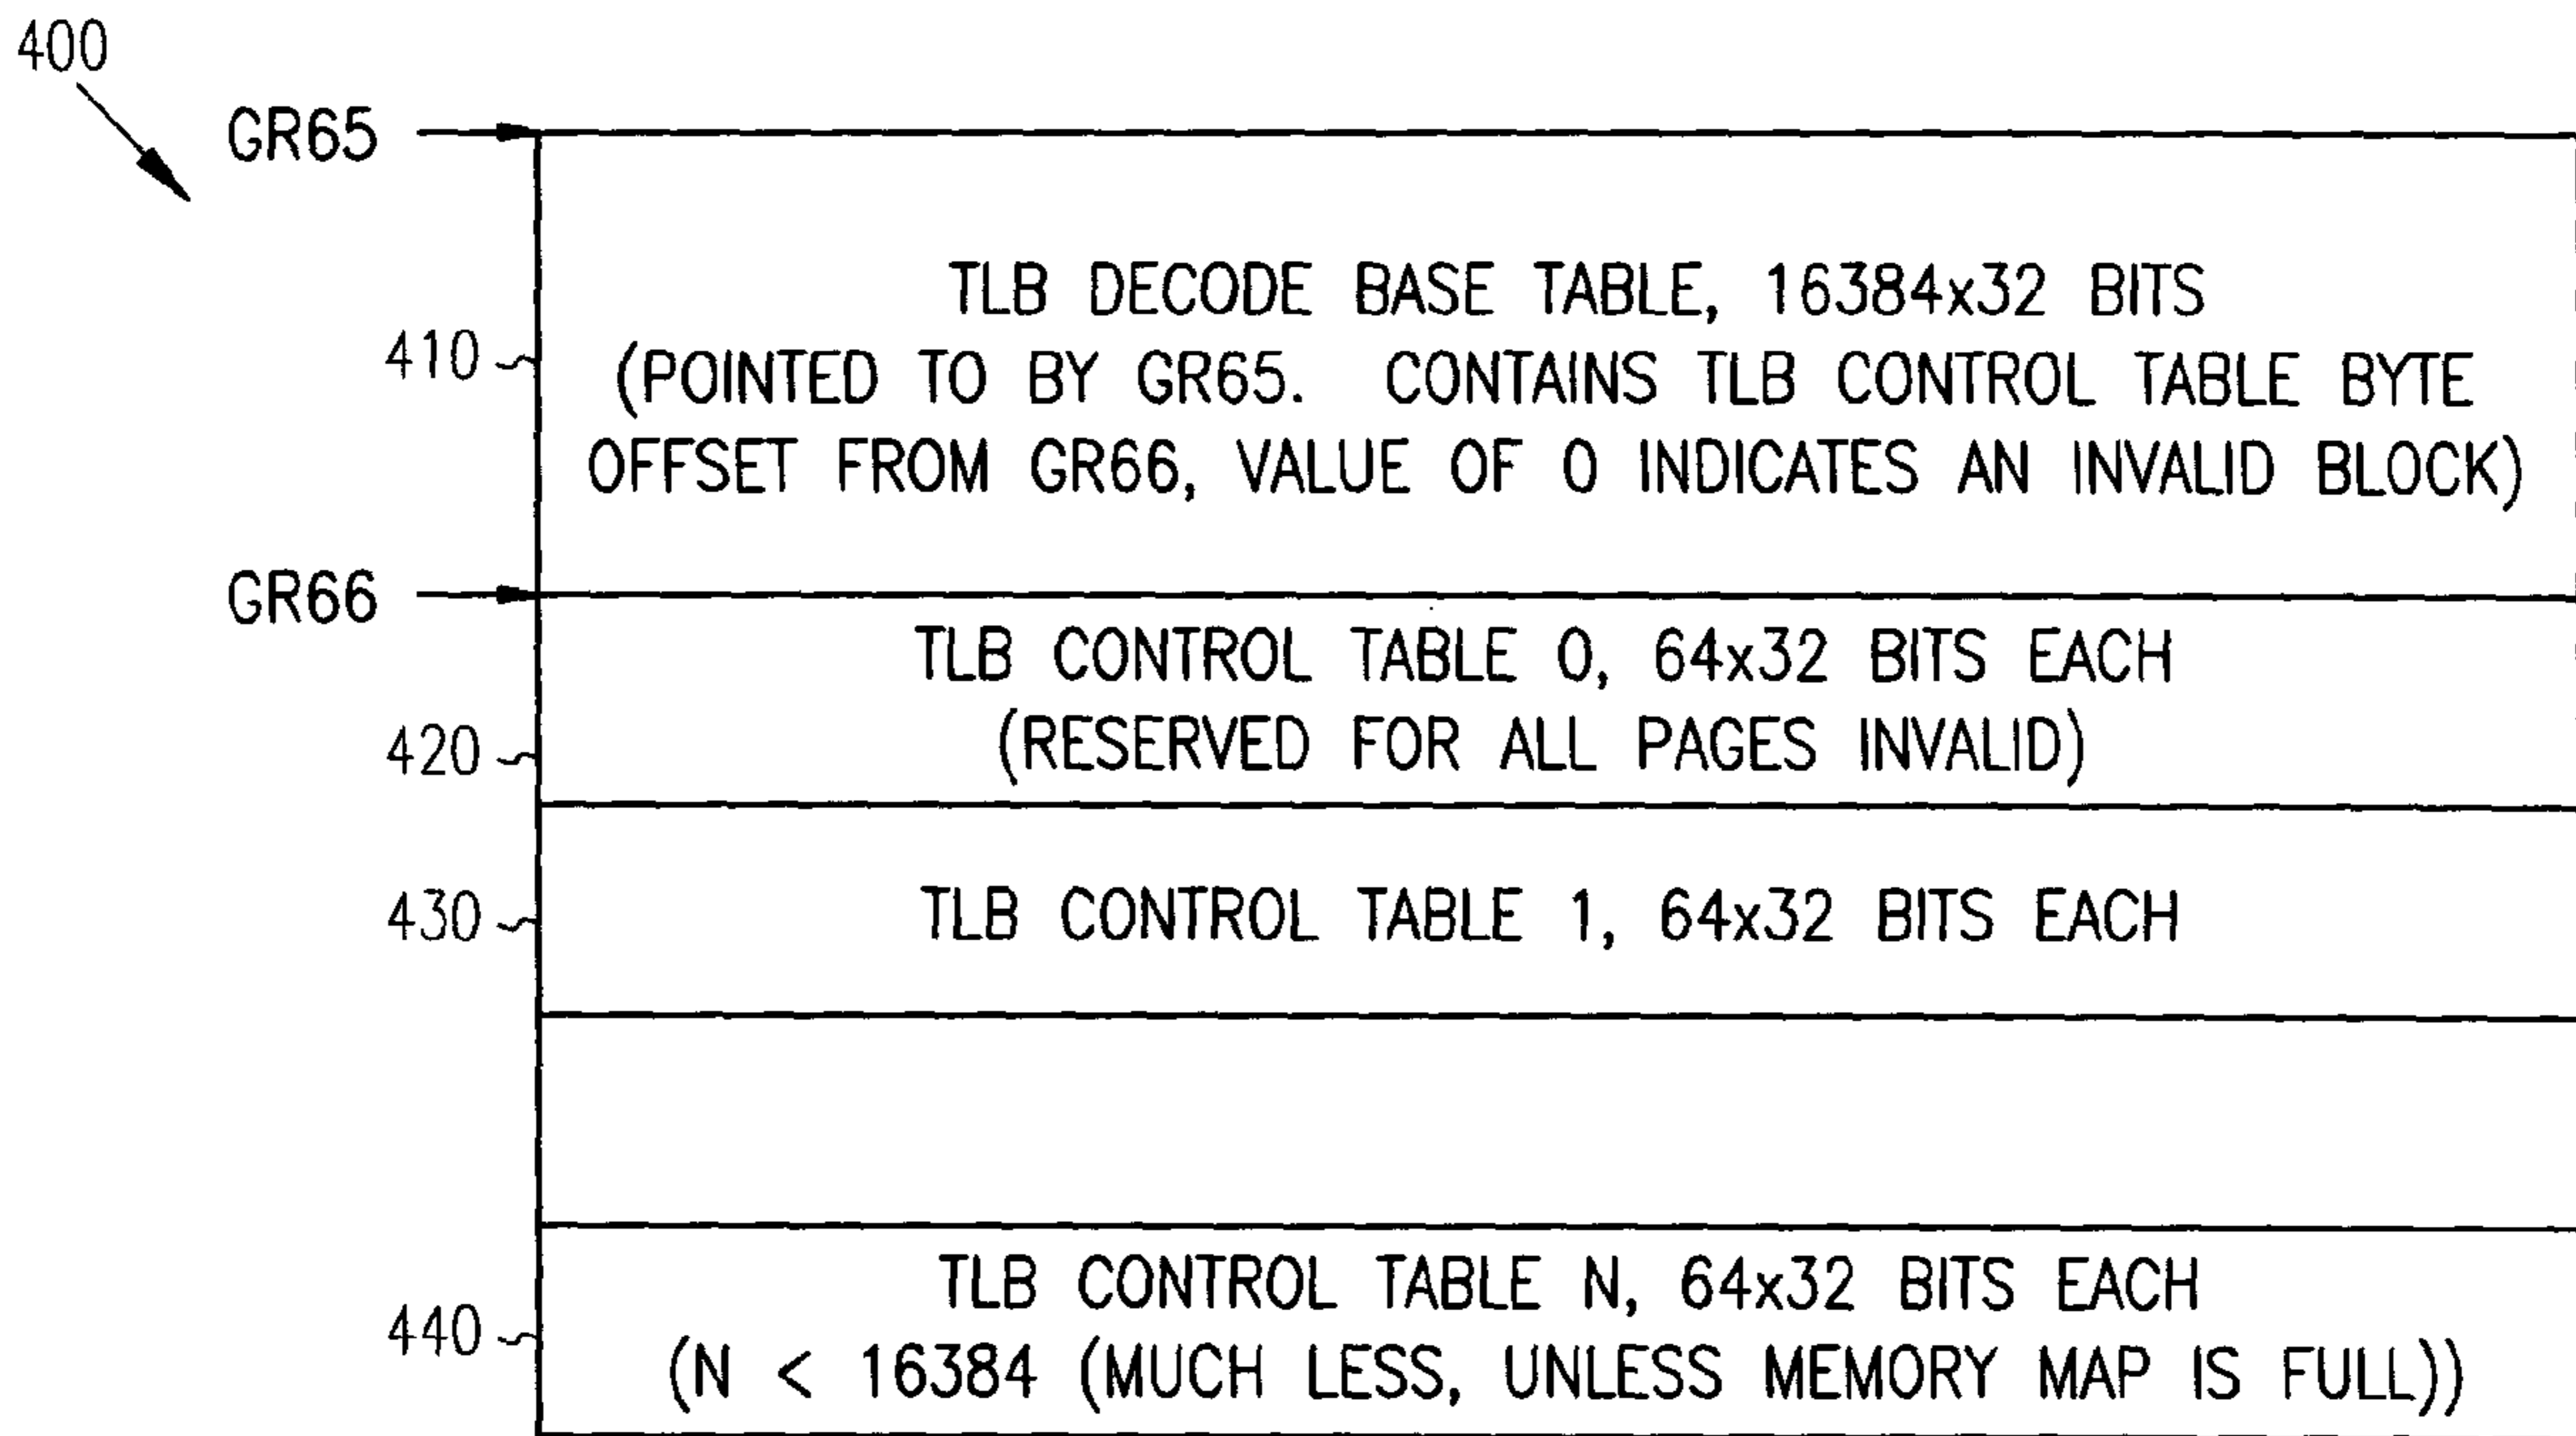 400
GR65
TLB DECODE BASE TABLE, 16384x32 BITS
410
(POINTED TO BY GR65. CONTAINS TLB CONTROL TABLE BYTE
OFFSET FROM GR66, VALUE OF 0 INDICATES AN INVALID BLOCK)
GR66
TLB CONTROL TABLE 0, 64x32 BITS EACH
420
(RESERVED FOR ALL PAGES INVALID)
430
TLB CONTROL TABLE 1, 64x32 BITS EACH
TLB CONTROL TABLE N, 64x32 BITS EACH
440
(N < 16384 (MUCH LESS, UNLESS MEMORY MAP IS FULL))